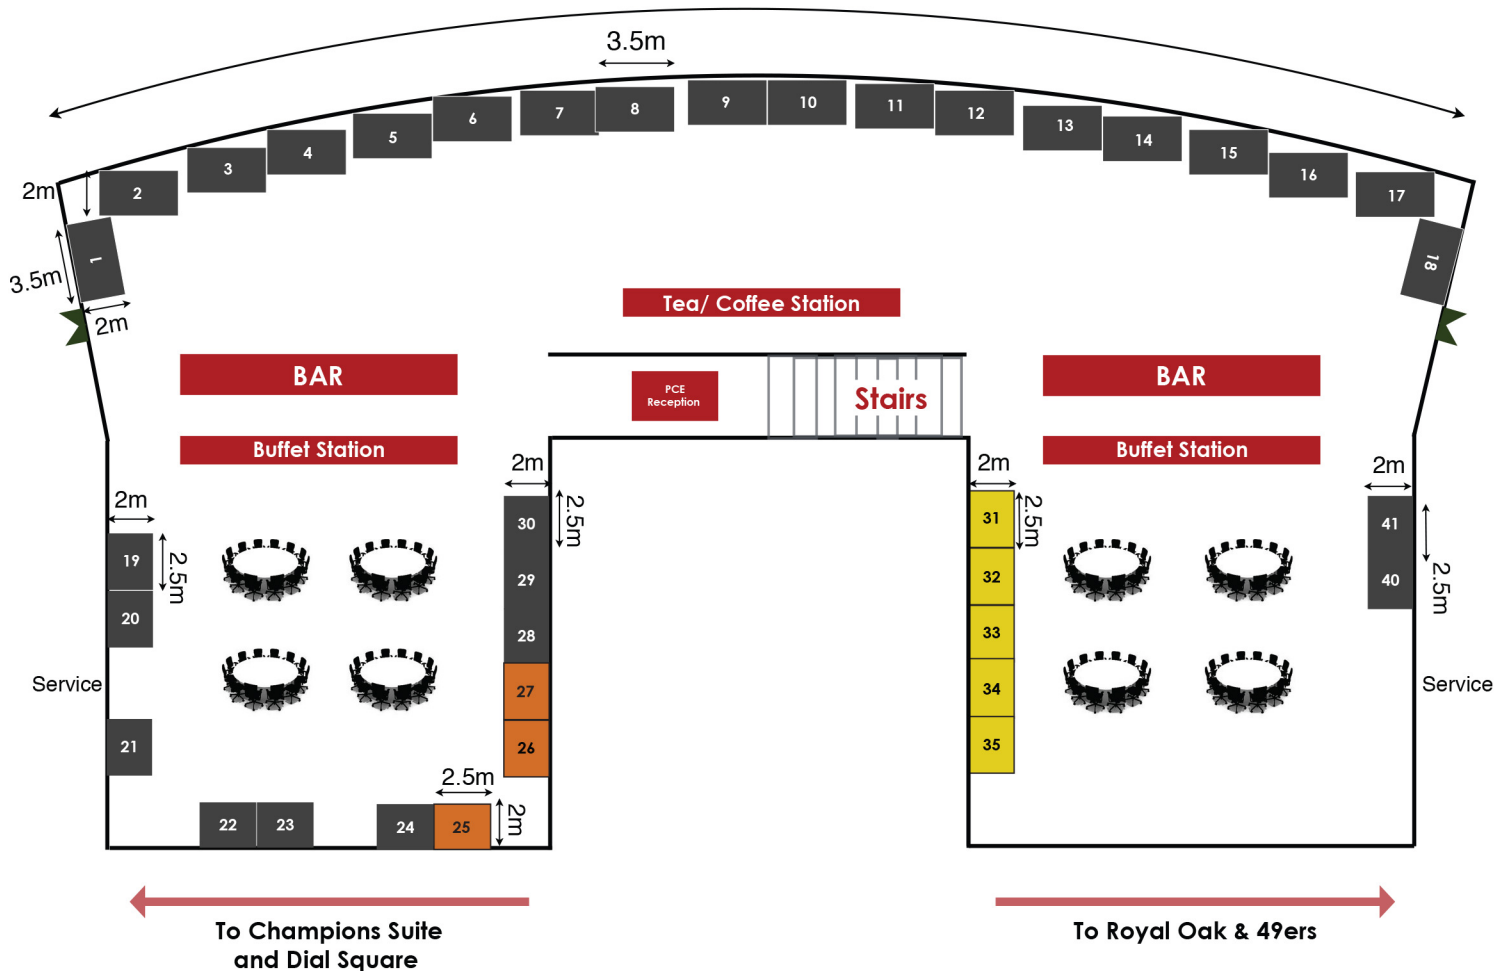 3.5m
8
9
10
7
11
12
6
13
5
14
4
15
3
16
2m
2
17
1
18
3.5m
2m
Tea/ Coffee Station
BAR
PCE
Reception
Stairs
BAR
Buffet Station
Buffet Station
2m
2m
2m
2m
30
2.5m
31
2.5m
41
19
2.5m
29
32
40
2.5m
20
28
33
Service
27
34
Service
21
26
35
2.5m
22
23
24
25
2m
To Champions Suite
and Dial Square
To Royal Oak & 49ers